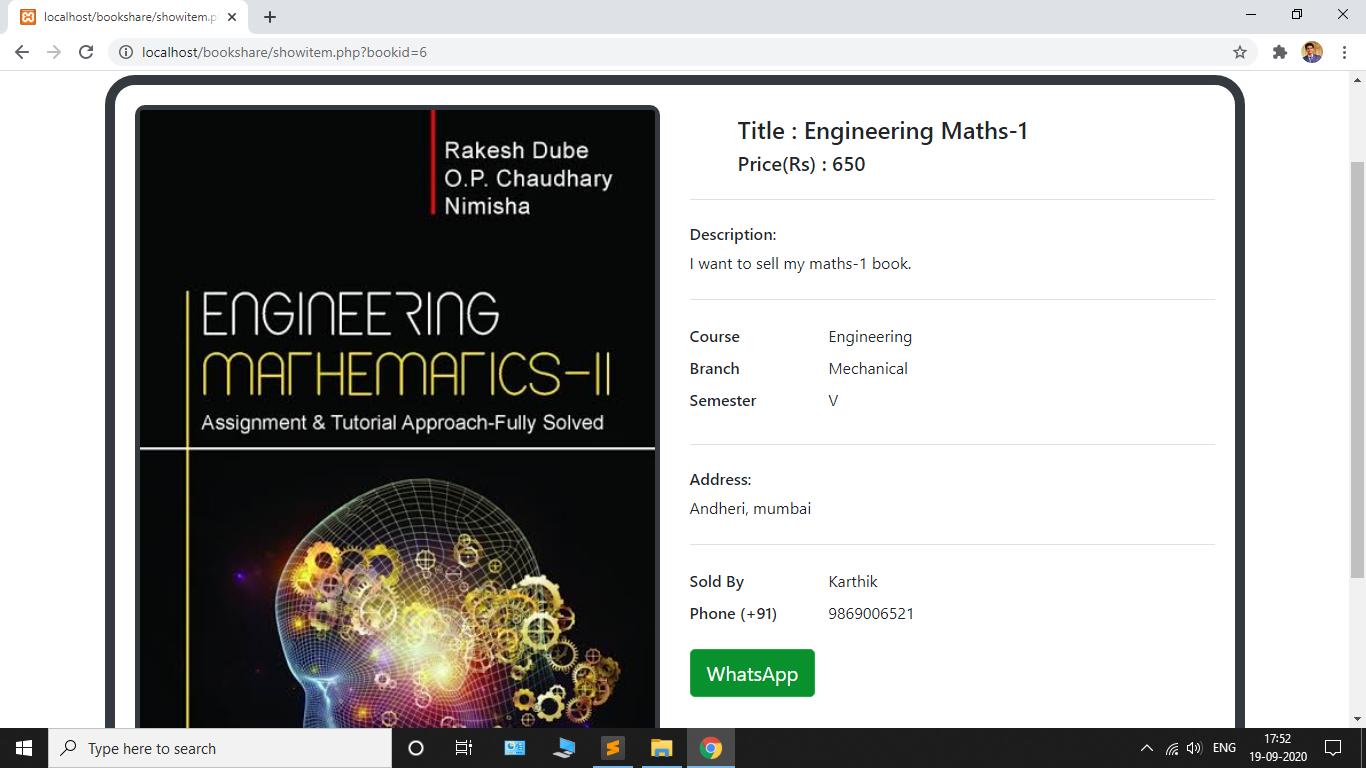 localhost/bookshare/showitem.p
localhost/bookshare/showitem.php?bookid=6
Rakesh Dube
O.P. Chaudhary
Nimisha
ENGINEERING
MATHEMATICS-II
Assignment & Tutorial Approach-Fully Solved
Title : Engineering Maths-1
Price(Rs) : 650
Description:
I want to sell my maths-1 book.
Course Engineering
Branch Mechanical
Semester V
Address:
Andheri, mumbai
Sold By Karthik
Phone (+91) 9869006521
WhatsApp
Type here to search
ENG
17:52
19-09-2020